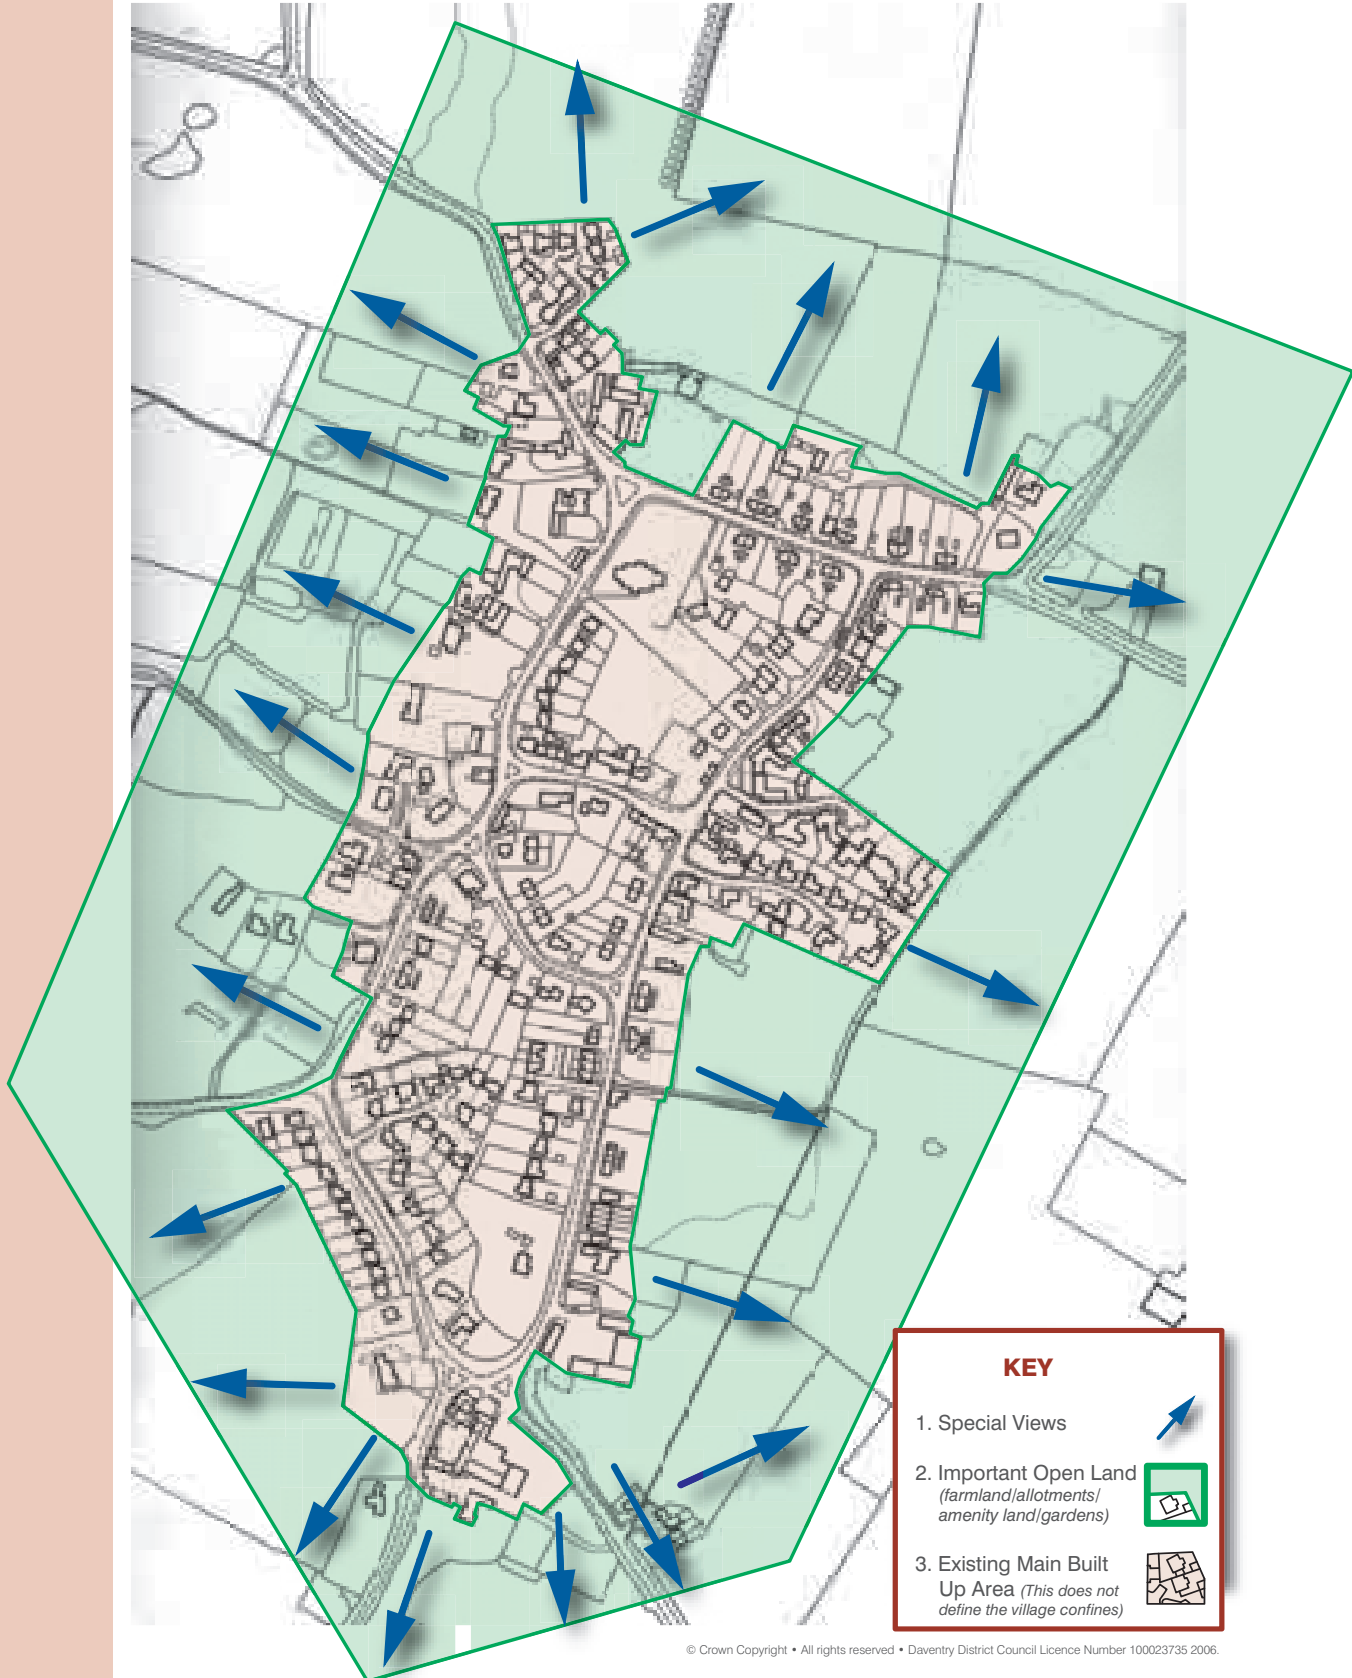 KEY
1. Special Views
2. Important Open Land
(farmland/allotments/
amenity land/gardens)
3. Existing Main Built
Up Area (This does not
define the village confines)
© Crown Copyright • All rights reserved • Daventry District Council Licence Number 100023735 2006.